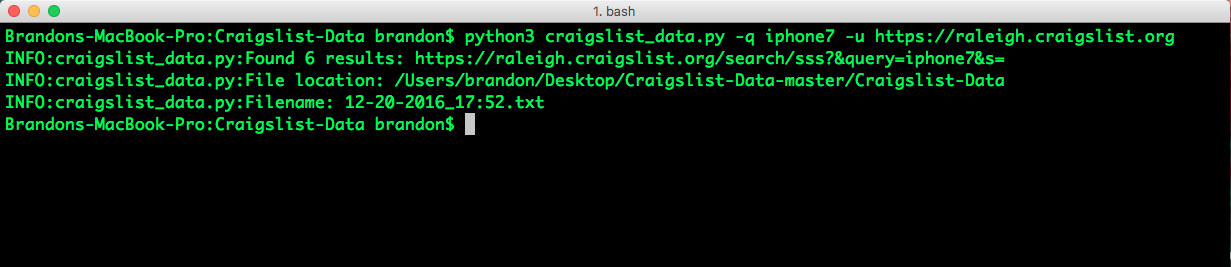 1. bash
Brandons-MacBook-Pro:Craigslist-Data brandon$ python3 craigslist_data.py -q iphone7 -u https://raleigh.craigslist.org
INFO:craigslist_data.py:Found 6 results: https://raleigh.craigslist.org/search/sss?&query=iphone7&s=
INFO:craigslist_data.py:File location: /Users/brandon/Desktop/Craigslist-Data-master/Craigslist-Data
INFO:craigslist_data.py:Filename: 12-20-2016_17:52.txt
Brandons-MacBook-Pro:Craigslist-Data brandon$